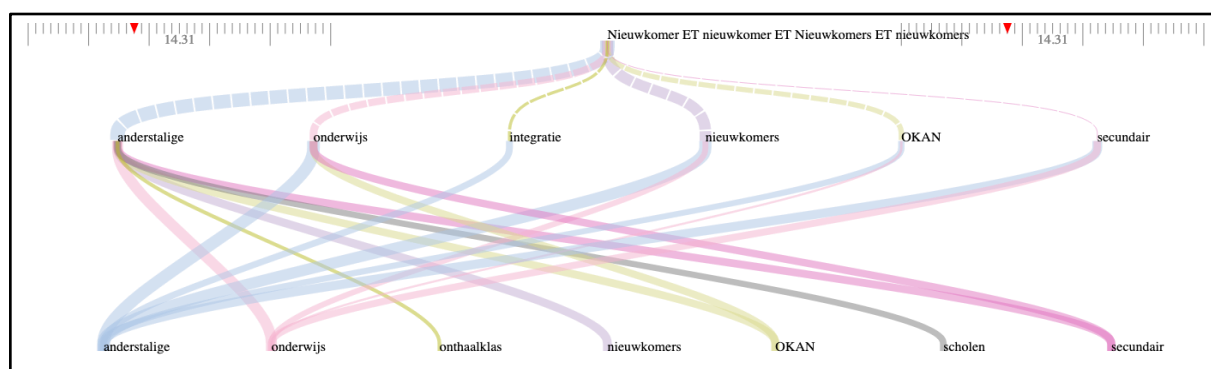 Nieuwkomer ET nieuwkomer ET Nieuwkomers ET nieuwkomers
14.31 14.31
anderstalige onderwijs integratie nieuwkomers OKAN secundair
anderstalige onderwijs onthaalklas nieuwkomers OKAN scholen secundair